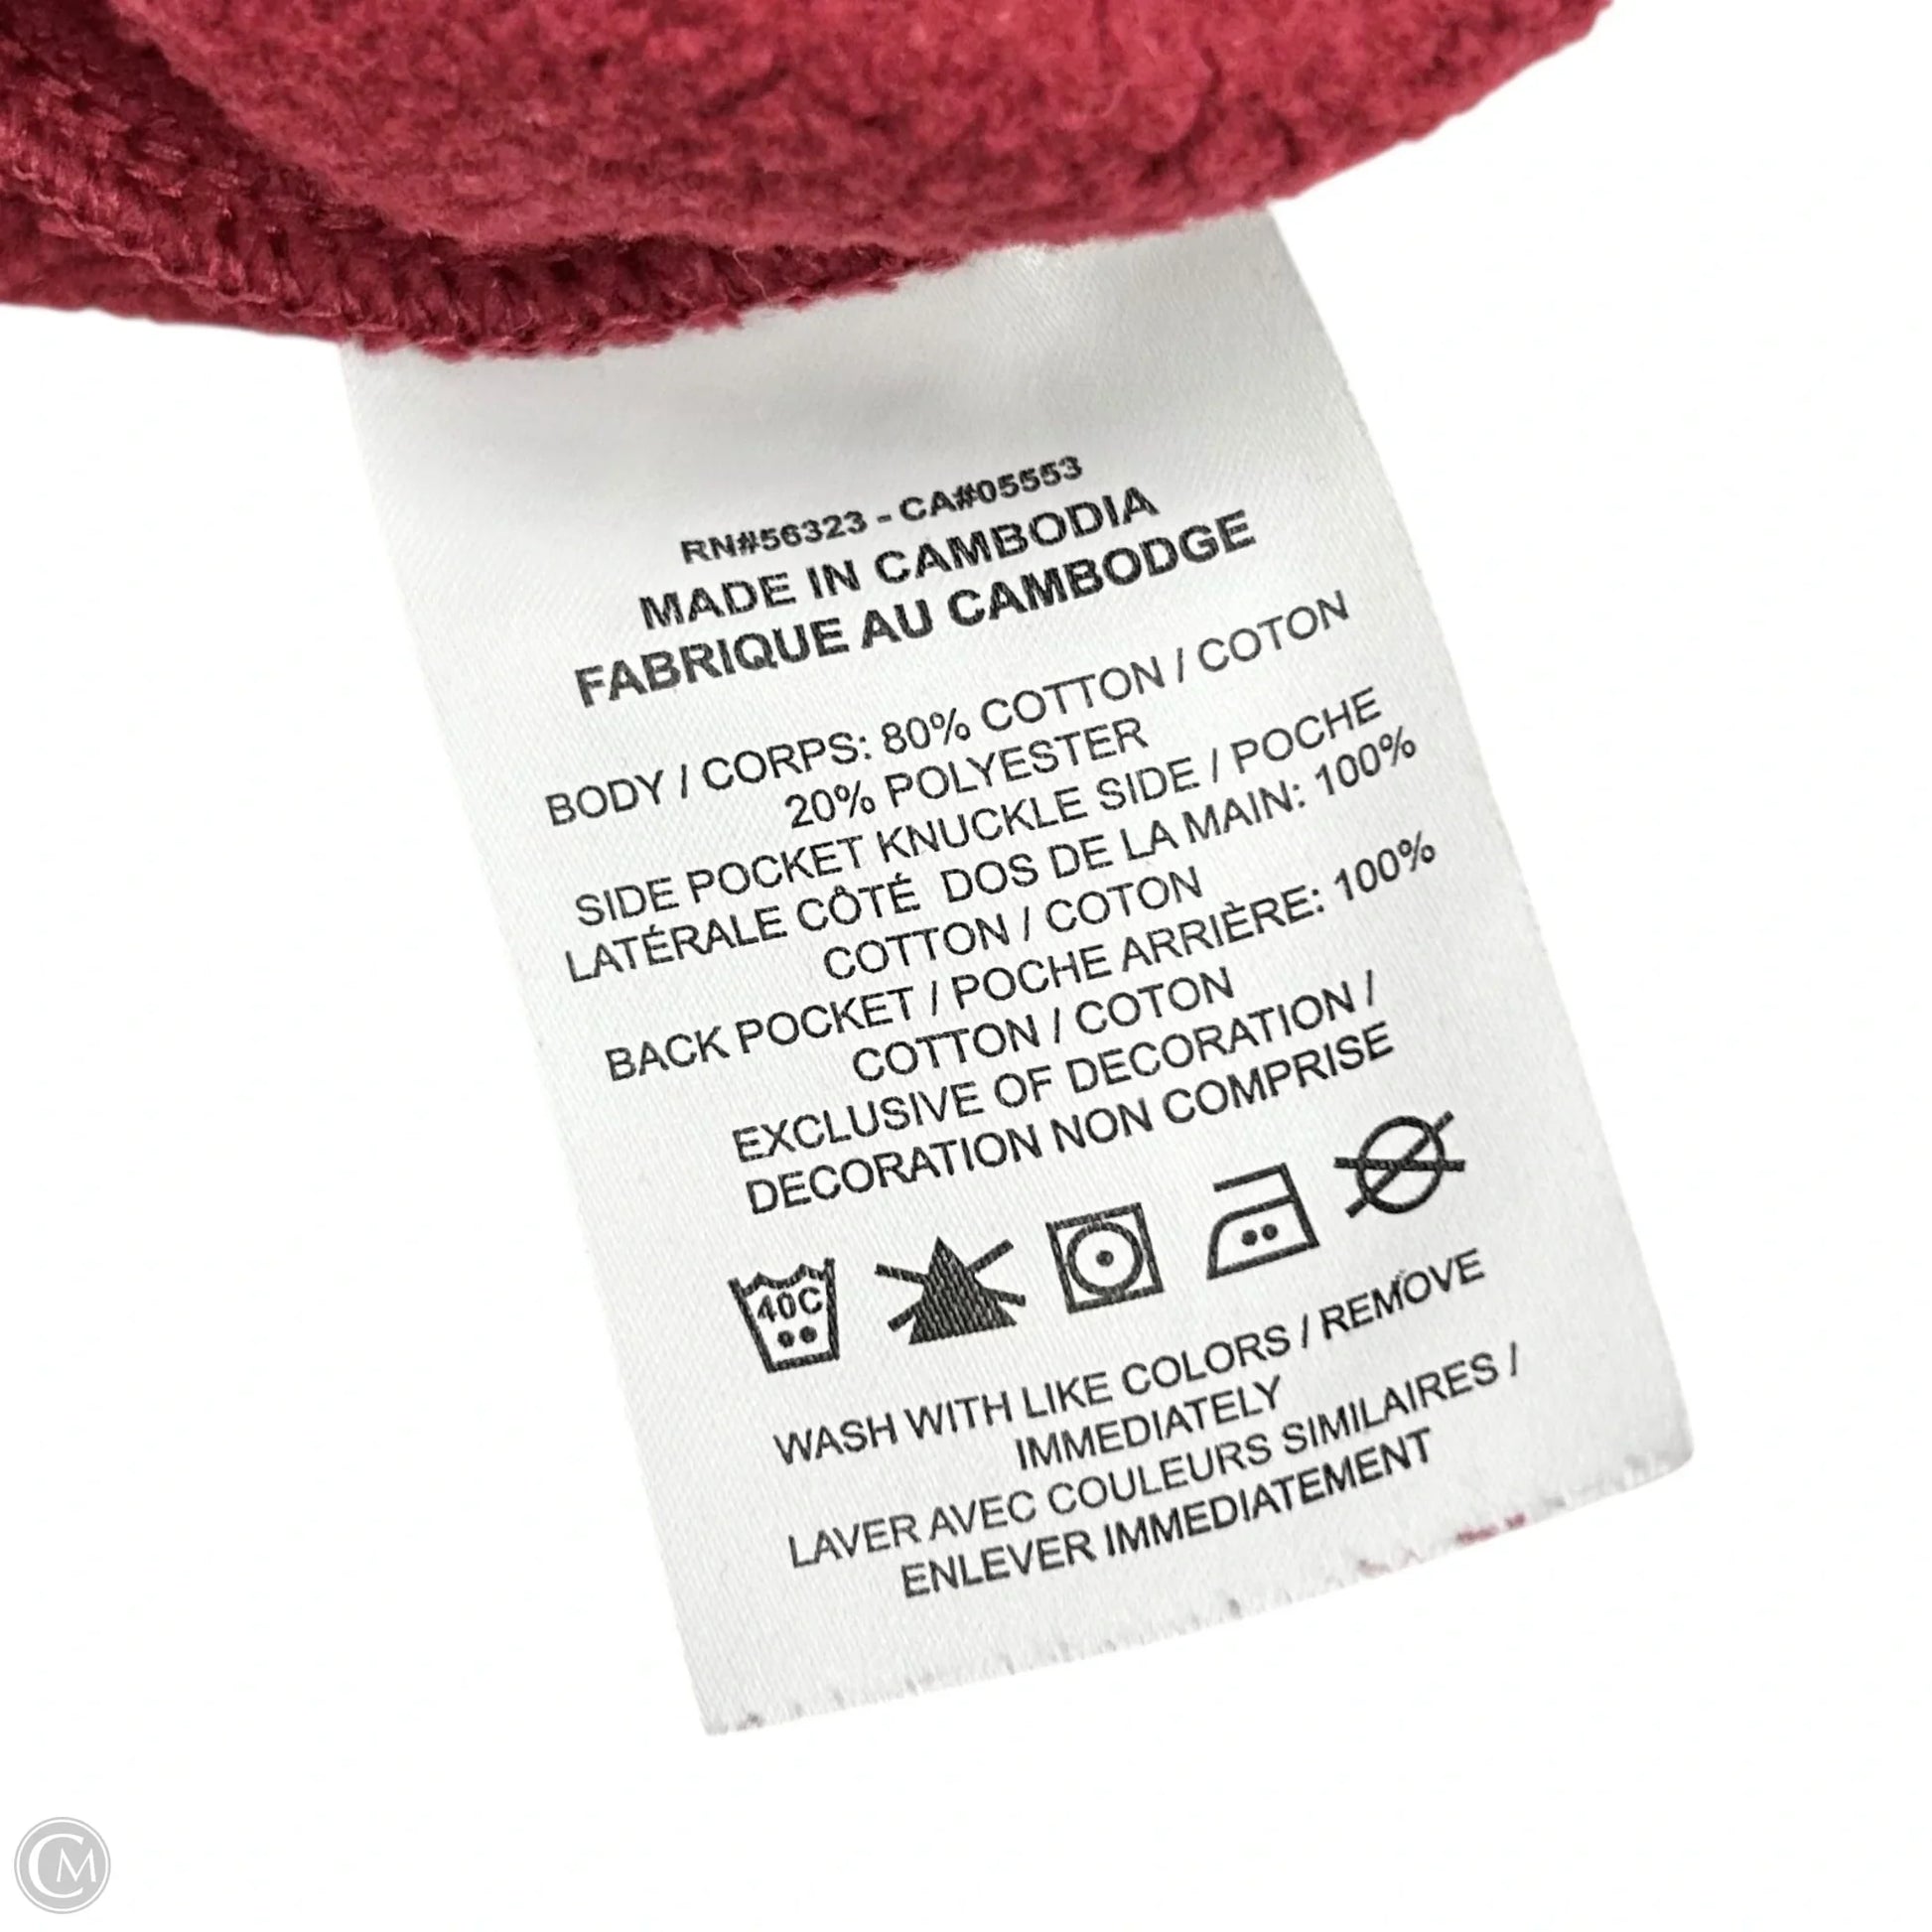 RN#56323 - CA#05553
MADE IN CAMBODIA
FABRIQUE AU CAMBODGE
BODY / CORPS: 80% COTTON / COTON
20% POLYESTER
SIDE POCKET KNUCKLE SIDE / POCHE
LATÉRALE CÔTÉ DOS DE LA MAIN: 100%
COTTON / COTON
BACK POCKET / POCHE ARRIÈRE: 100%
COTTON / COTON
EXCLUSIVE OF DECORATION /
DECORATION NON COMPRISE
40C
WASH WITH LIKE COLORS / REMOVE
IMMEDIATELY
LAVER AVEC COULEURS SIMILAIRES /
ENLEVER IMMEDIATEMENT
CM